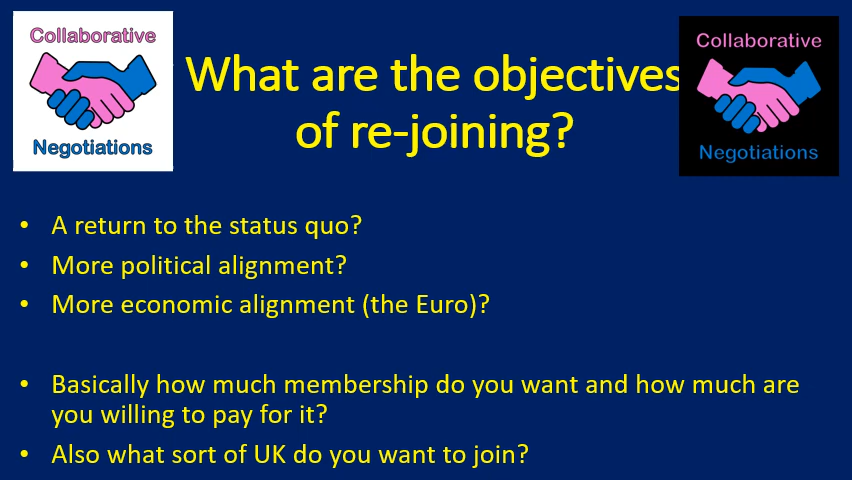 Collaborative
Negotiations
What are the objectives
of re-joining?
Collaborative
Negotiations
• A return to the status quo?
• More political alignment?
• More economic alignment (the Euro)?
• Basically how much membership do you want and how much are
you willing to pay for it?
• Also what sort of UK do you want to join?